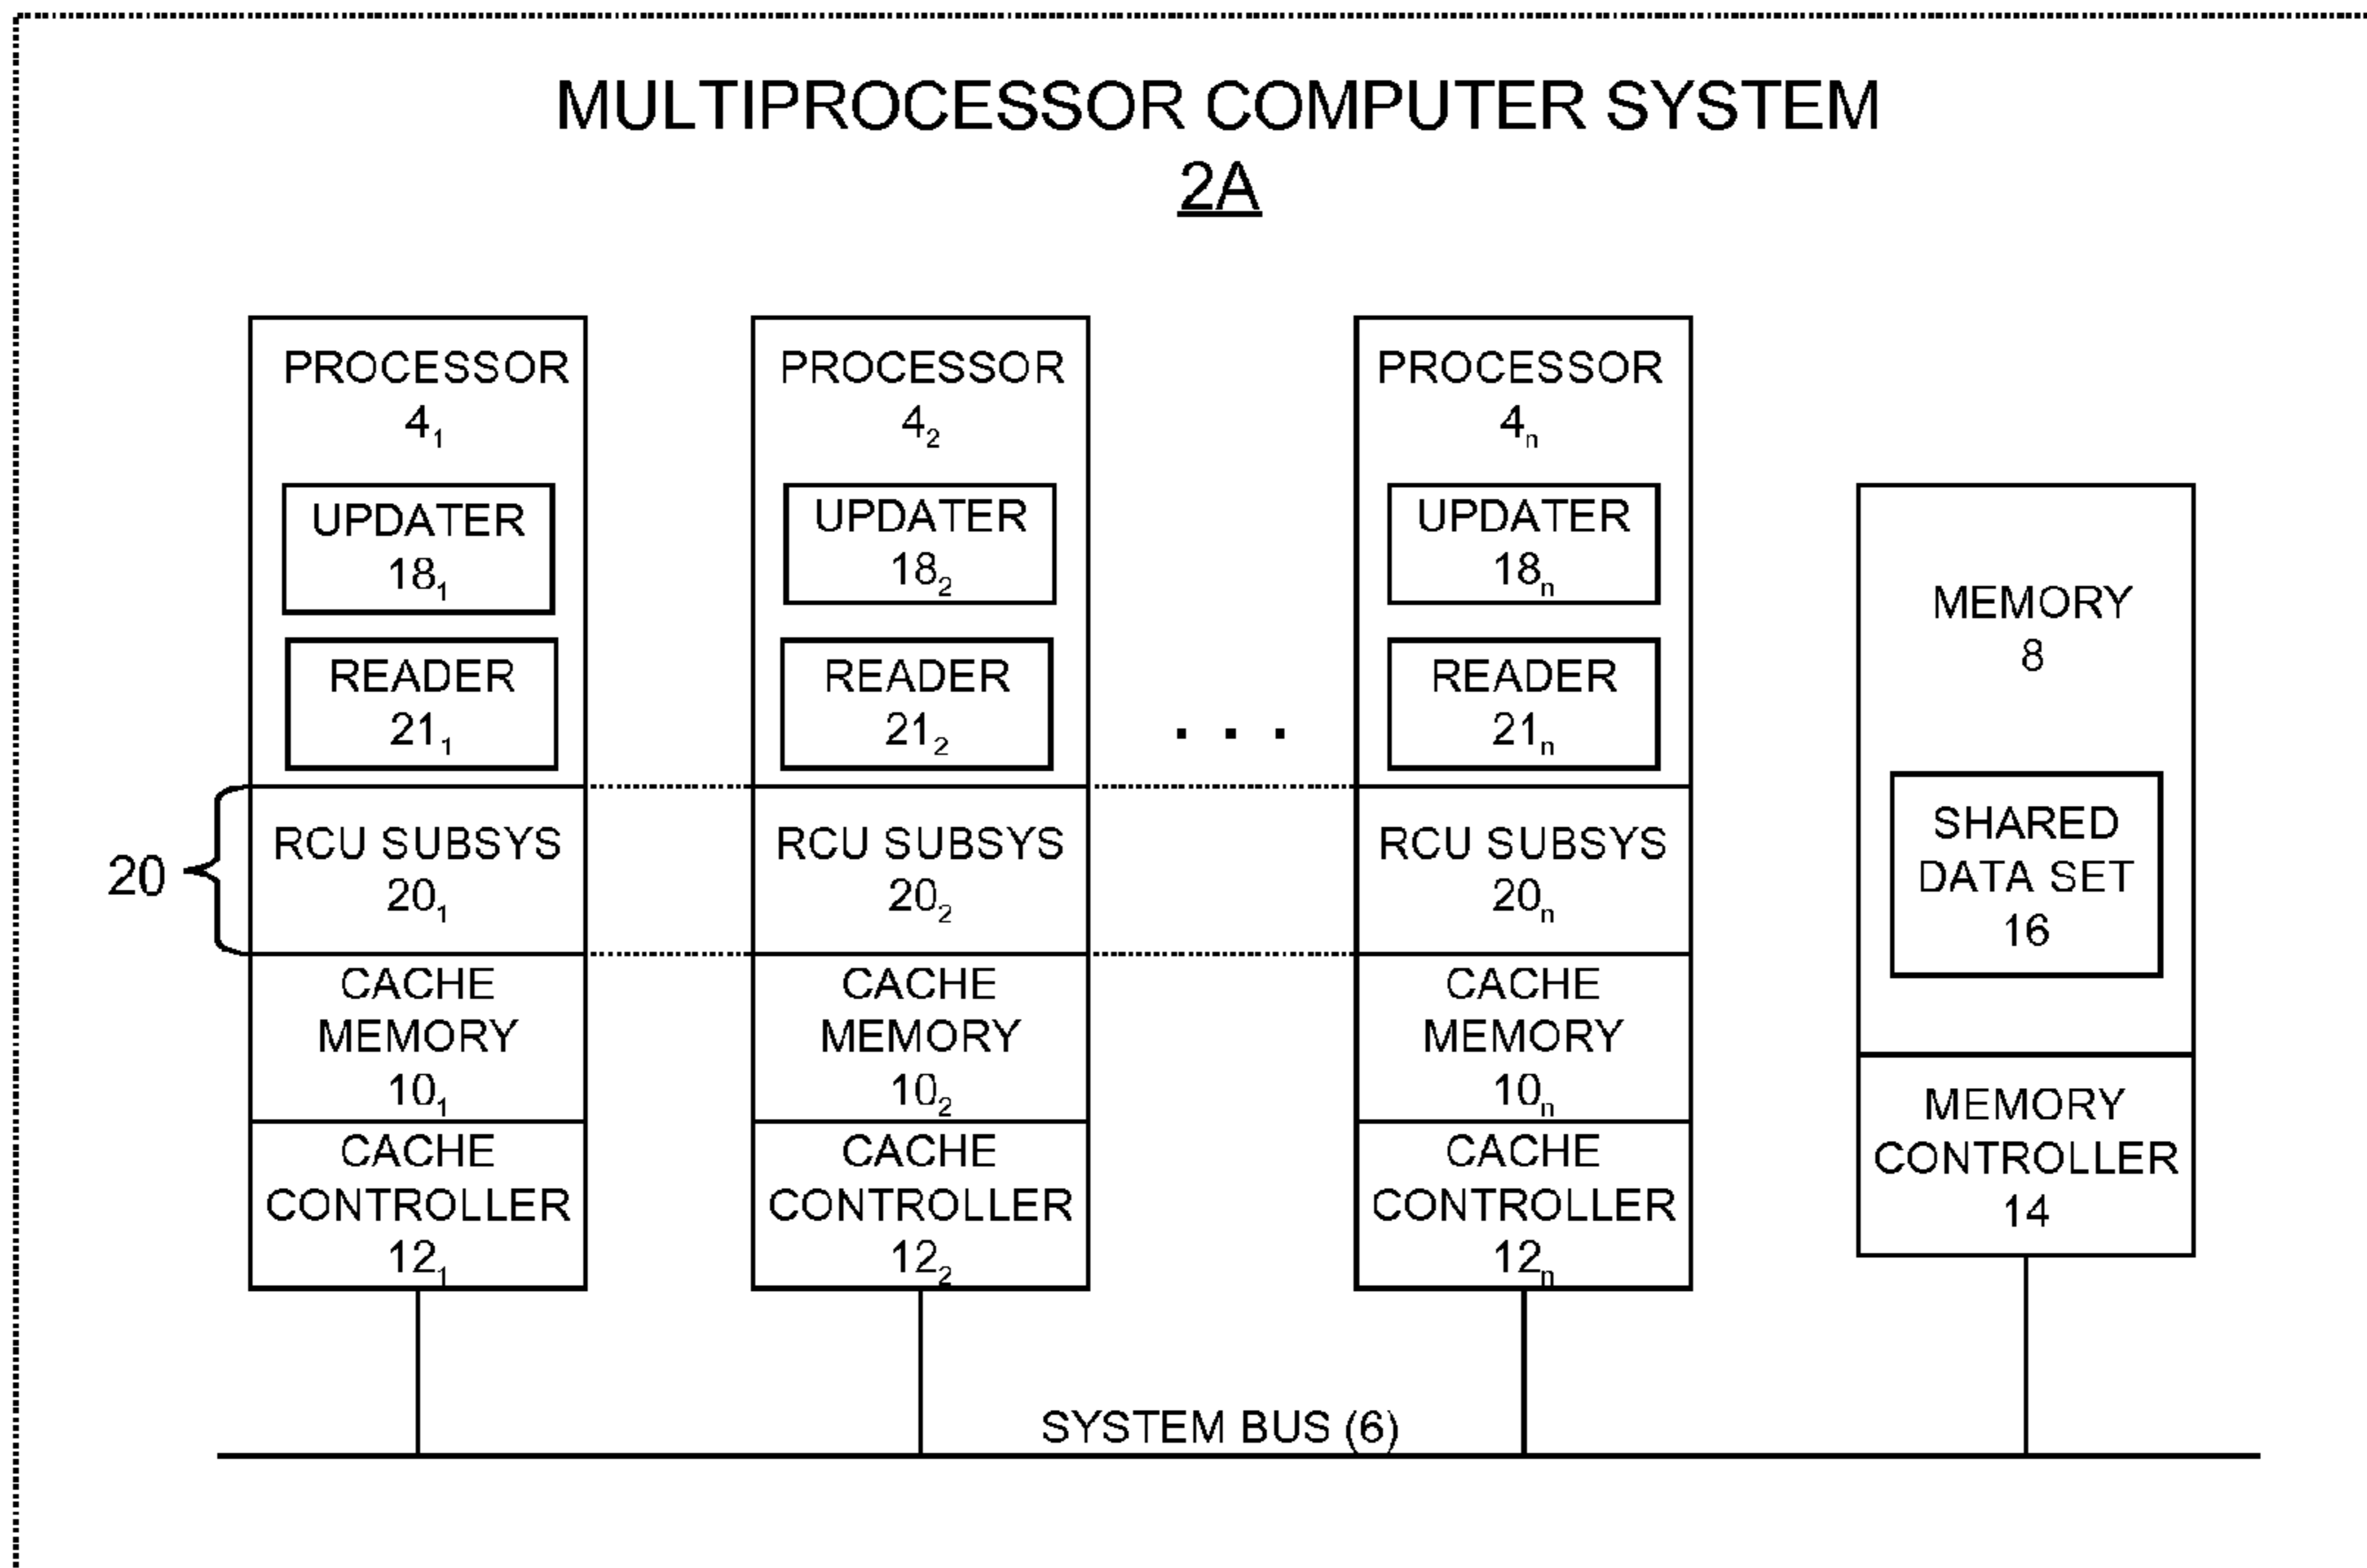 MULTIPROCESSOR COMPUTER SYSTEM
2A
PROCESSOR
4₁
UPDATER
18₁
READER
21₁
RCU SUBSYS
20₁
CACHE
MEMORY
10₁
CACHE
CONTROLLER
12₁
20
PROCESSOR
4₂
UPDATER
18₂
READER
21₂
RCU SUBSYS
20₂
CACHE
MEMORY
10₂
CACHE
CONTROLLER
12₂
. . .
PROCESSOR
4ₙ
UPDATER
18ₙ
READER
21ₙ
RCU SUBSYS
20ₙ
CACHE
MEMORY
10ₙ
CACHE
CONTROLLER
12ₙ
MEMORY
8
SHARED
DATA SET
16
MEMORY
CONTROLLER
14
SYSTEM BUS (6)